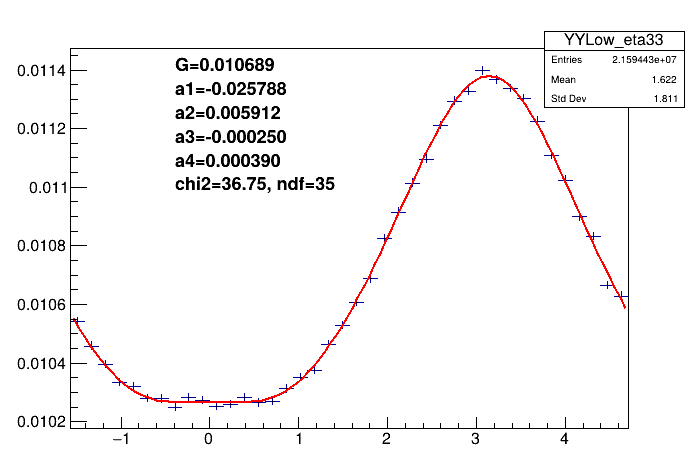 YYLow_eta33
Entries 2.159443e+07
Mean 1.622
Std Dev 1.811
G=0.010689
a1=-0.025788
a2=0.005912
a3=-0.000250
a4=0.000390
chi2=36.75, ndf=35
0.0114
0.0112
0.011
0.0108
0.0106
0.0104
0.0102
−1 0 1 2 3 4